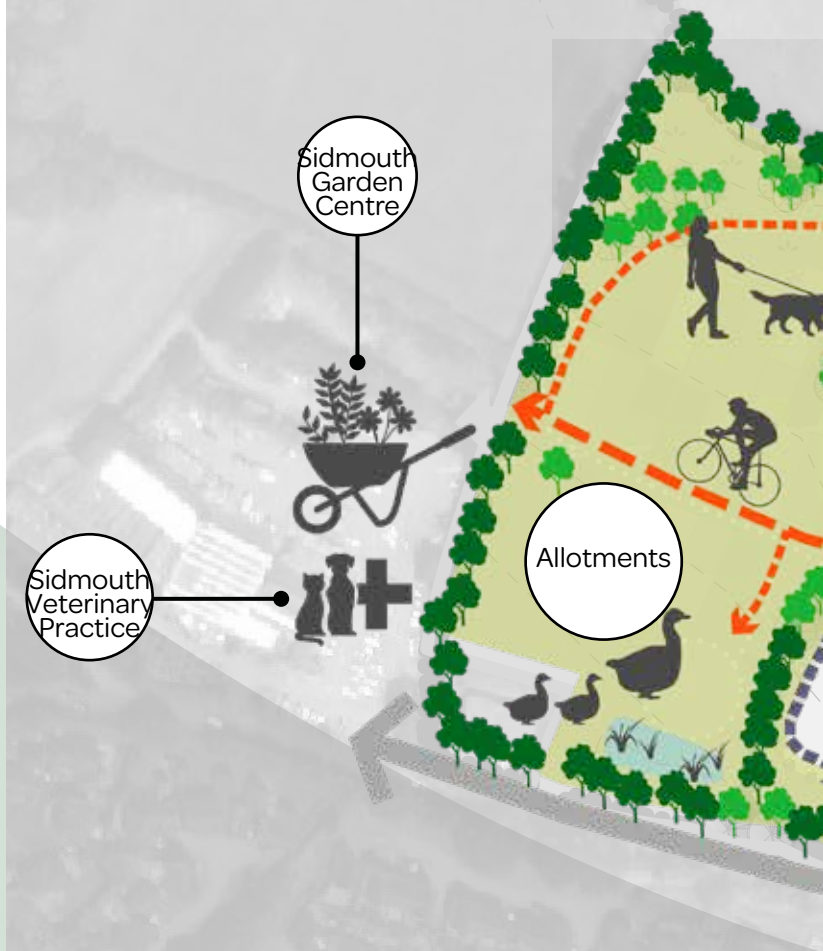 Sidmouth
Garden
Centre
Allotments
Sidmouth
Veterinary
Practice